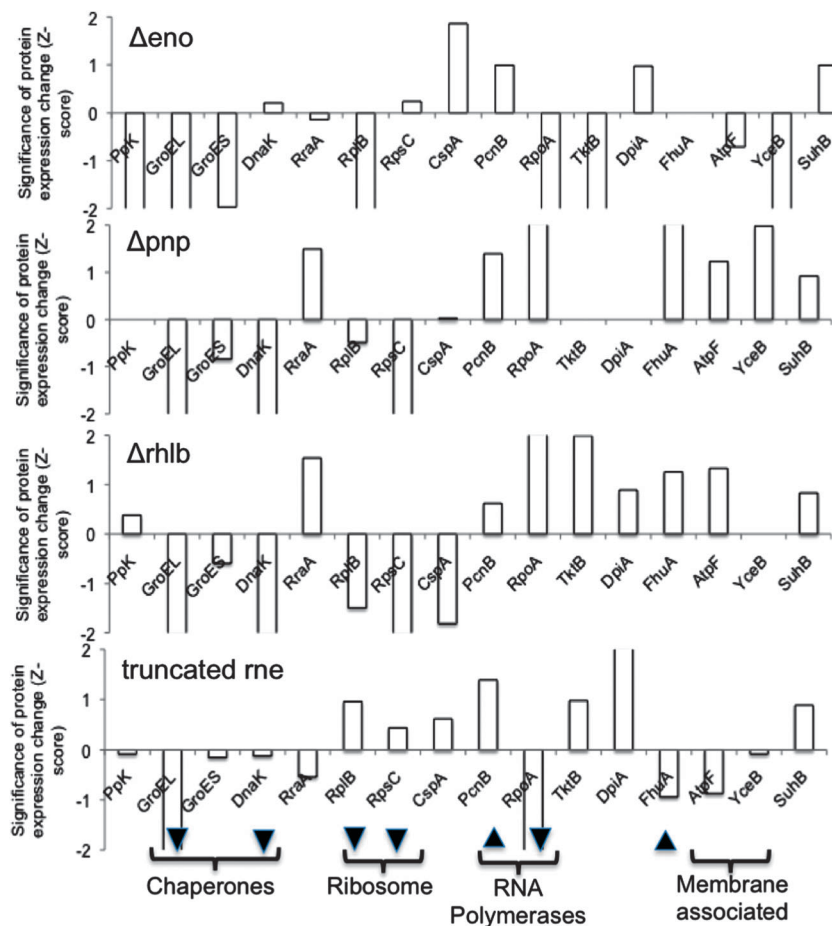 Δeno
Significance of protein
expression change (Z-
score)
2
1
0
-1
-2
PpK
GroEL
GroES
DnaK
RraA
RplB
RpsC
CspA
PcnB
RpoA
TktB
DpiA
FhuA
AtpF
YceB
SuhB
Δpnp
Significance of protein
expression change (Z-
score)
2
1
0
-1
-2
PpK
GroEL
GroES
DnaK
RraA
RplB
RpsC
CspA
PcnB
RpoA
TktB
DpiA
FhuA
AtpF
YceB
SuhB
Δrhlb
Significance of protein
expression change (Z-
score)
2
1
0
-1
-2
PpK
GroEL
GroES
DnaK
RraA
RplB
RpsC
CspA
PcnB
RpoA
TktB
DpiA
FhuA
AtpF
YceB
SuhB
truncated rne
Significance of protein
expression change (Z-
score)
2
1
0
-1
-2
PpK
GroEL
GroES
DnaK
RraA
RplB
RpsC
CspA
PcnB
RpoA
TktB
DpiA
FhuA
AtpF
YceB
SuhB
Chaperones
Ribosome
RNA
Polymerases
Membrane
associated